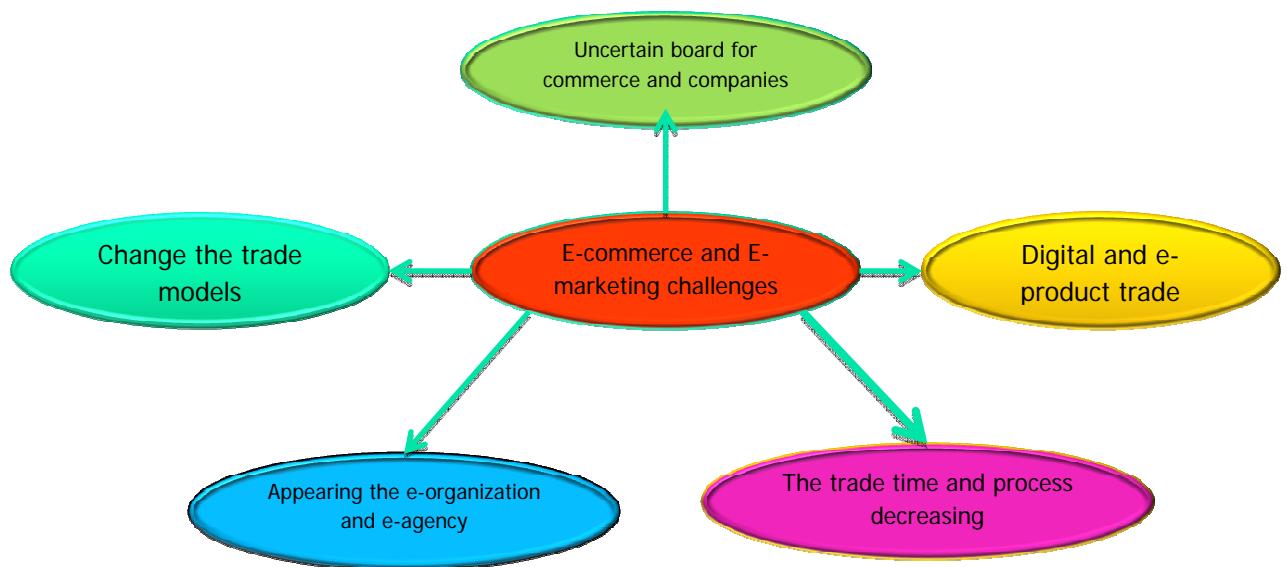 Uncertain board for
commerce and companies
Change the trade
models
E-commerce and E-
marketing challenges
Digital and e-
product trade
Appearing the e-organization
and e-agency
The trade time and process
decreasing